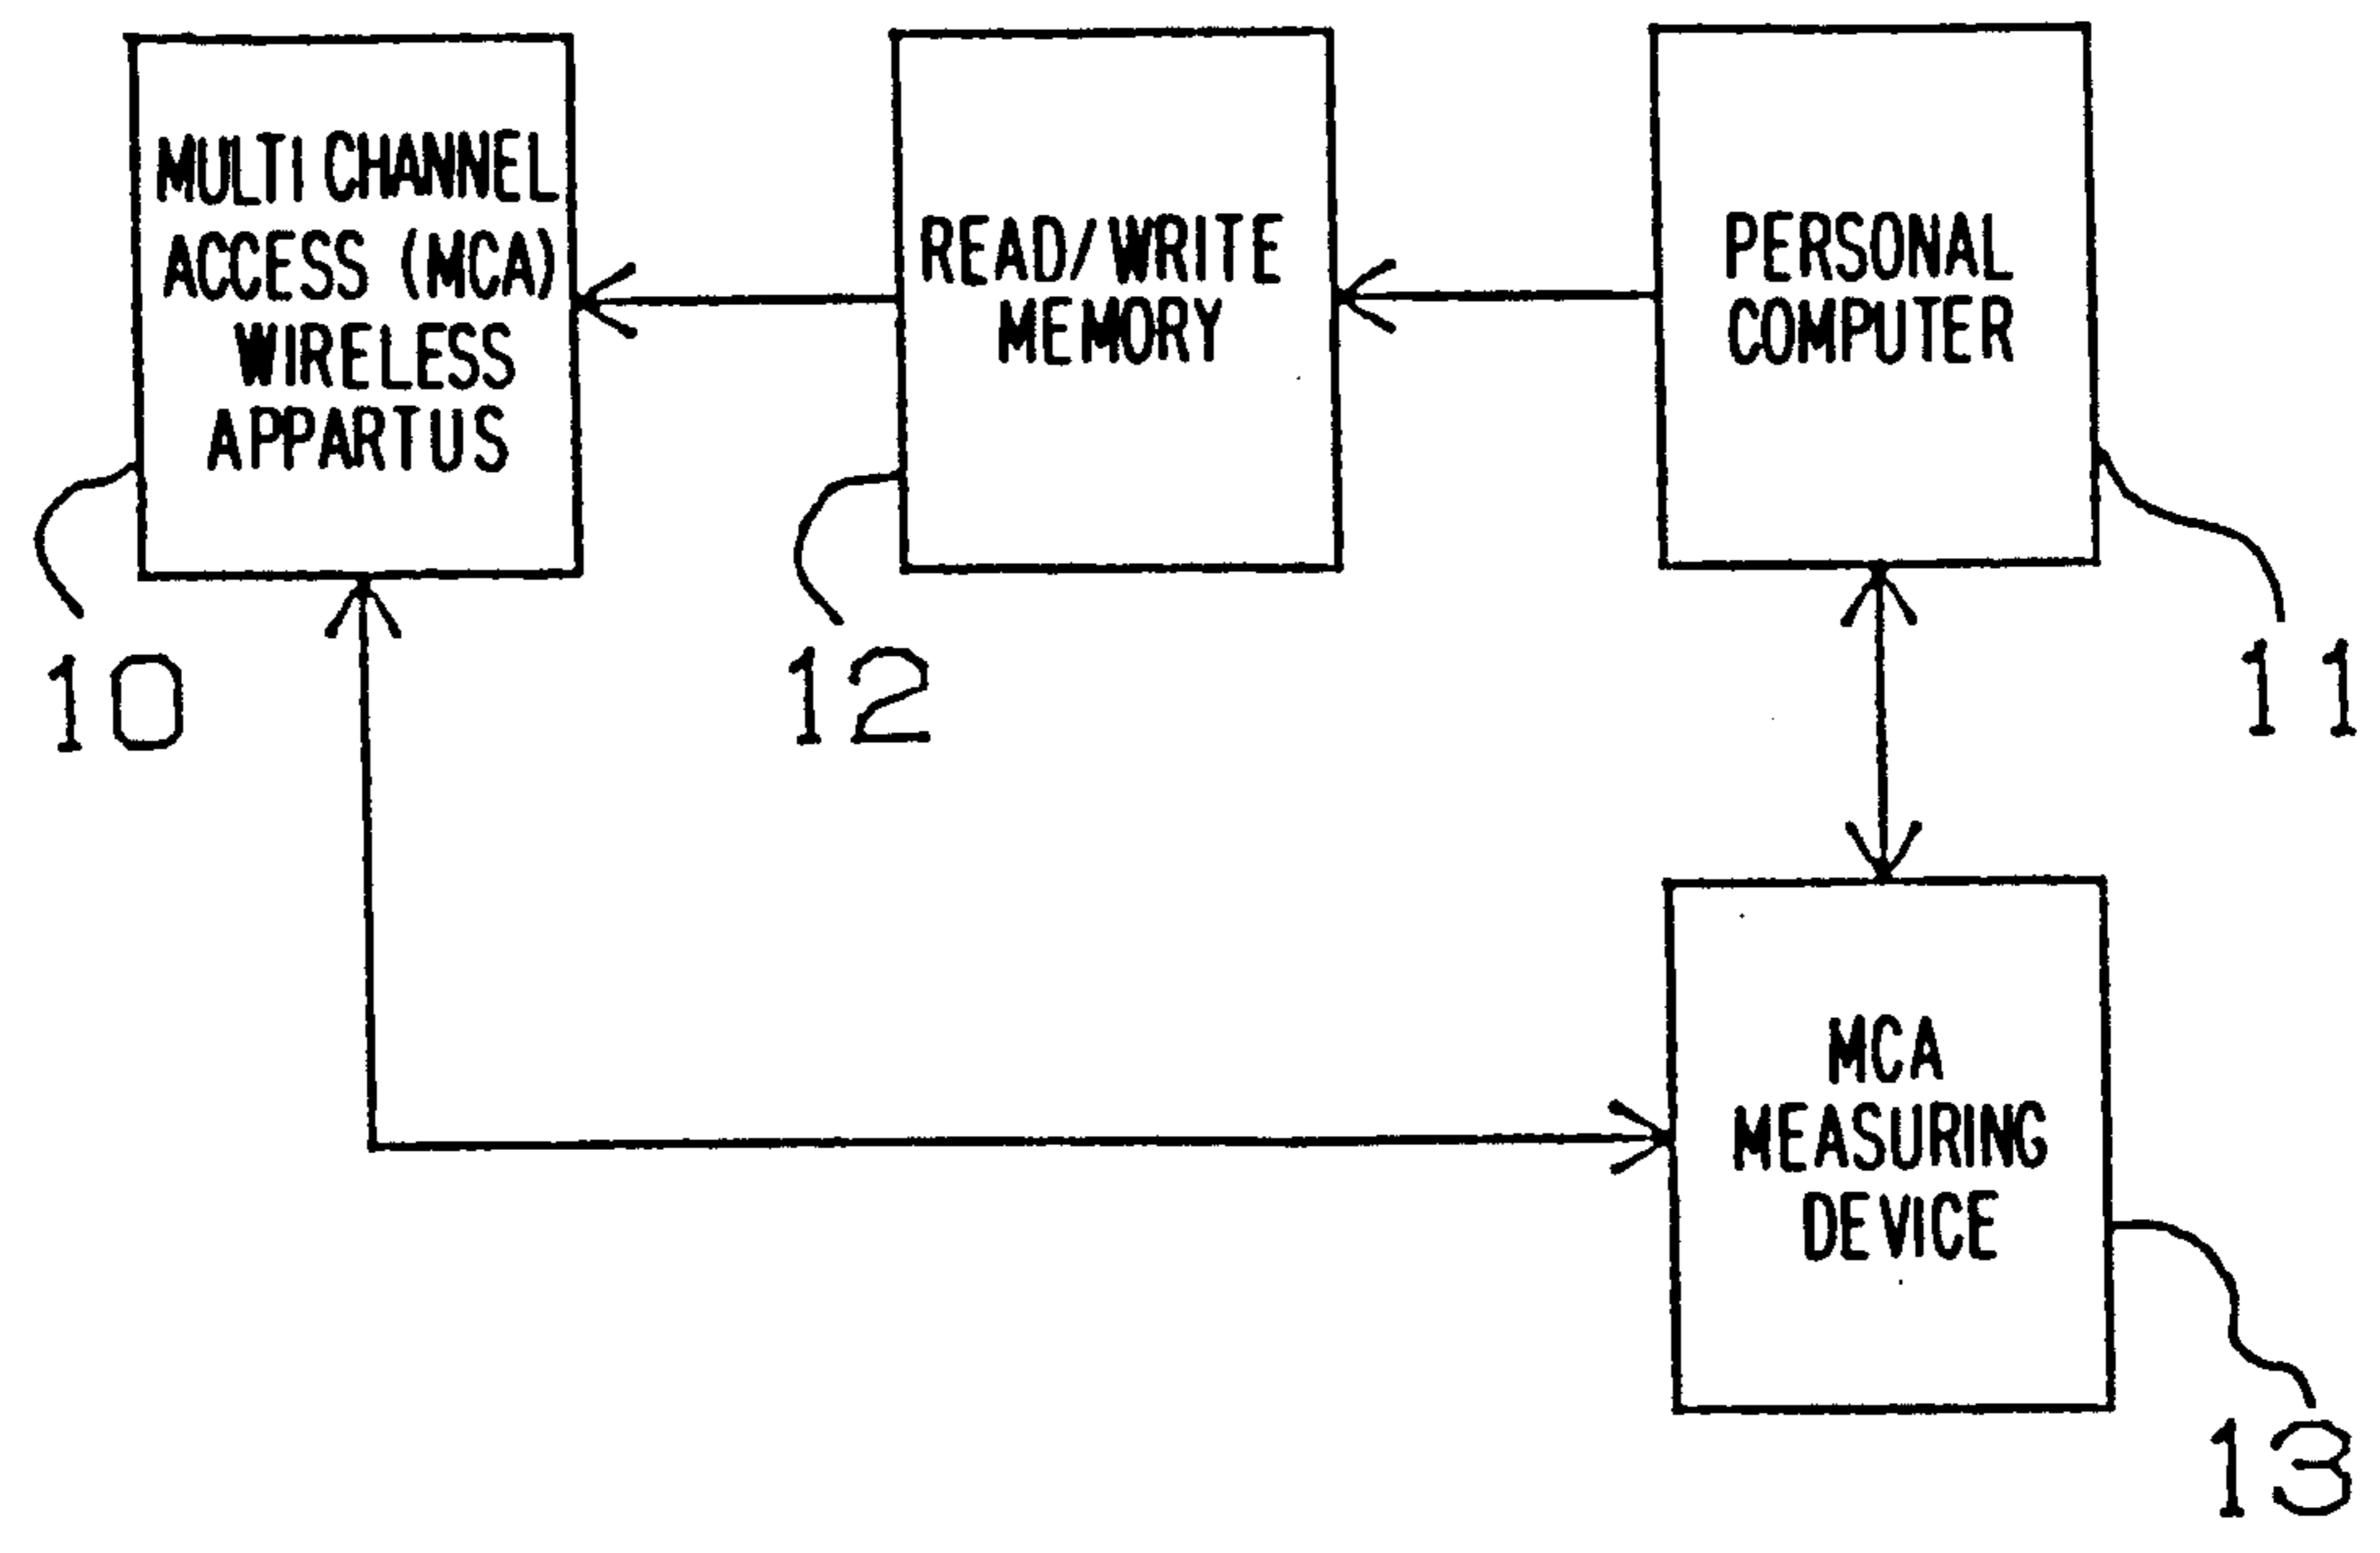 MULTI CHANNEL
ACCESS (MCA)
WIRELESS
APPARTUS
READ/WRITE
MEMORY
PERSONAL
COMPUTER
10
12
11
MCA
MEASURING
DEVICE
13